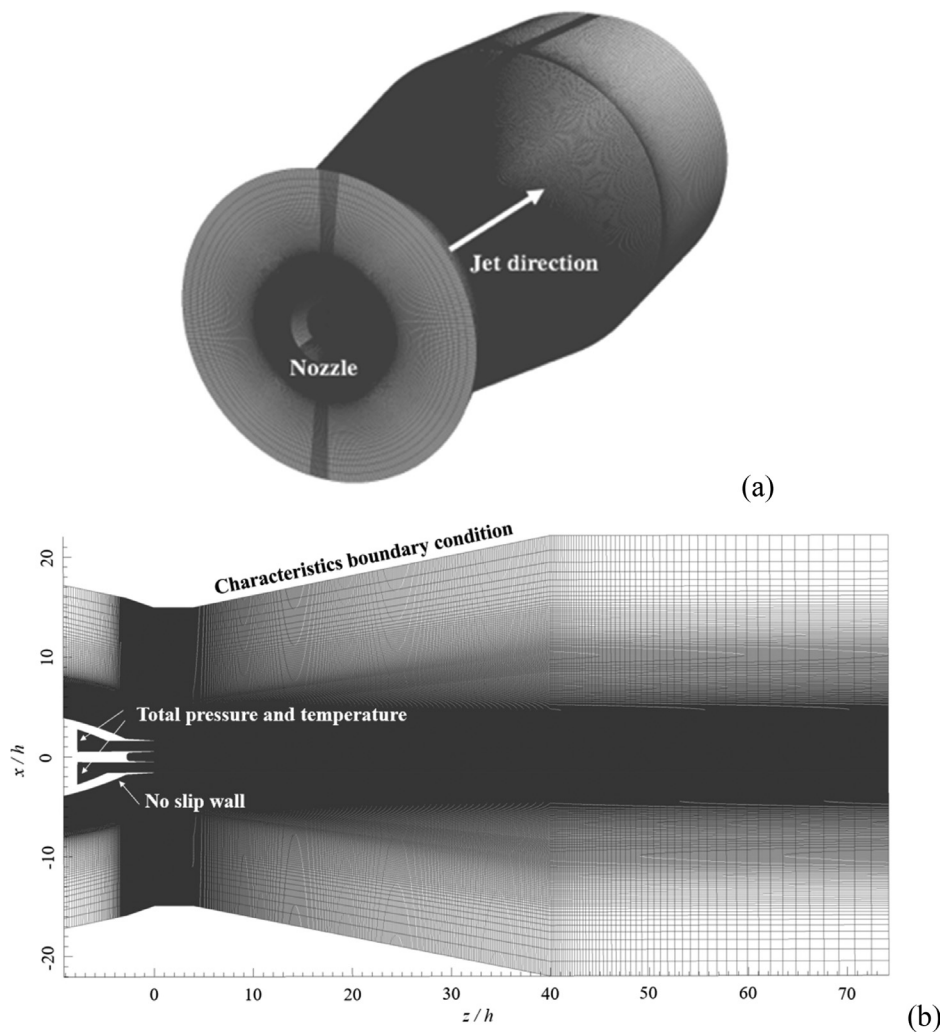 Jet direction
Nozzle
(a)
Characteristics boundary condition
Total pressure and temperature
No slip wall
x / h
20
10
0
-10
-20
0 10 20 30 40 50 60 70
z / h
(b)